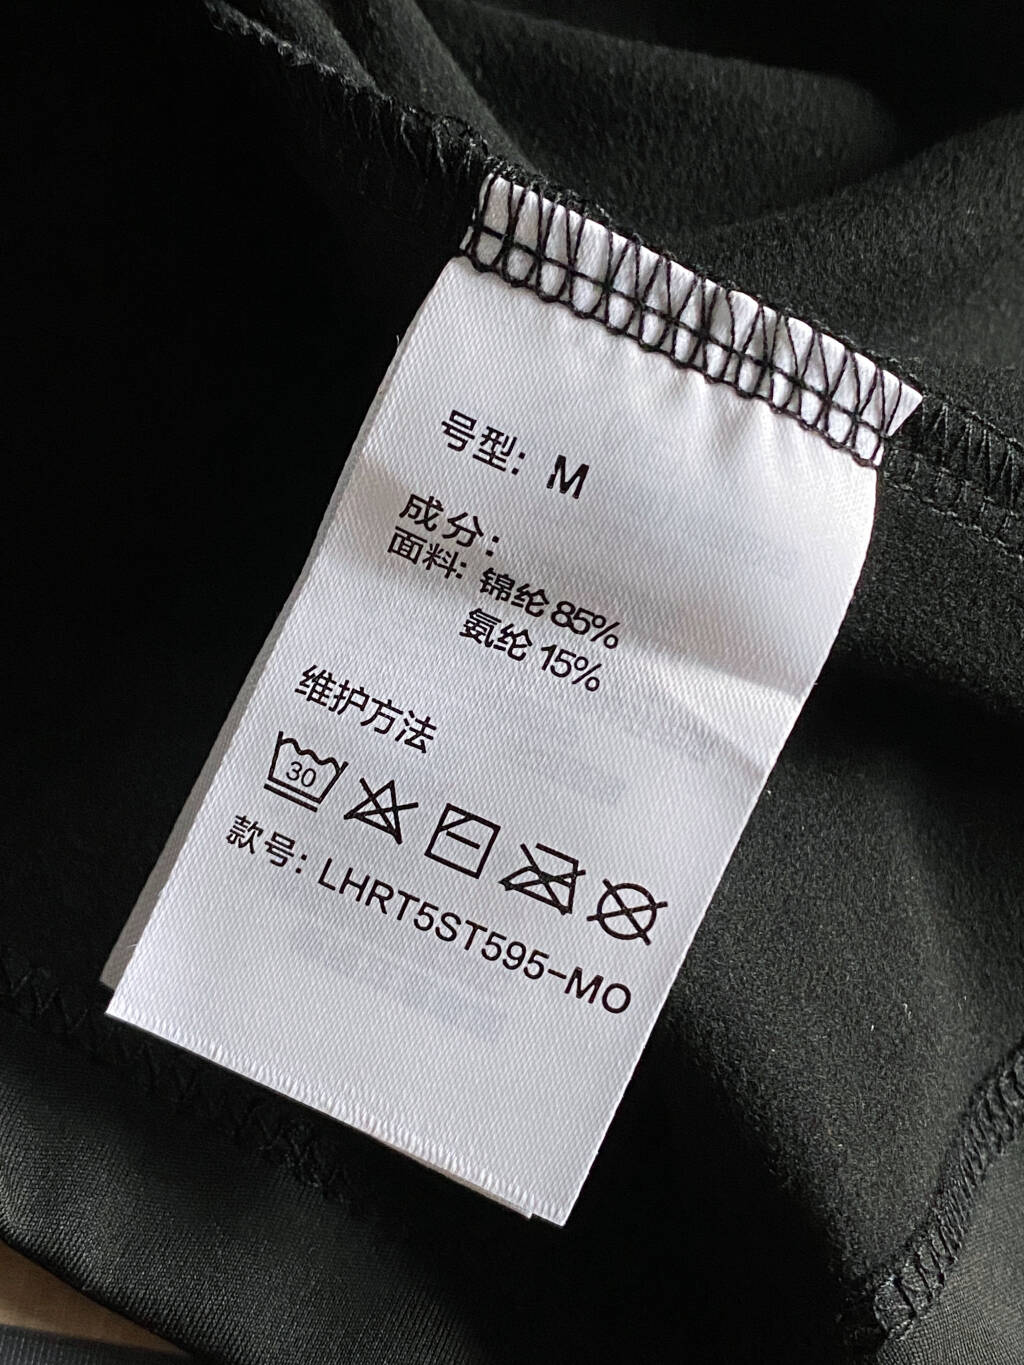 号型: M
成分:
面料: 锦纶 85%
氨纶 15%
维护方法
30
款号: LHRT5ST595-MO